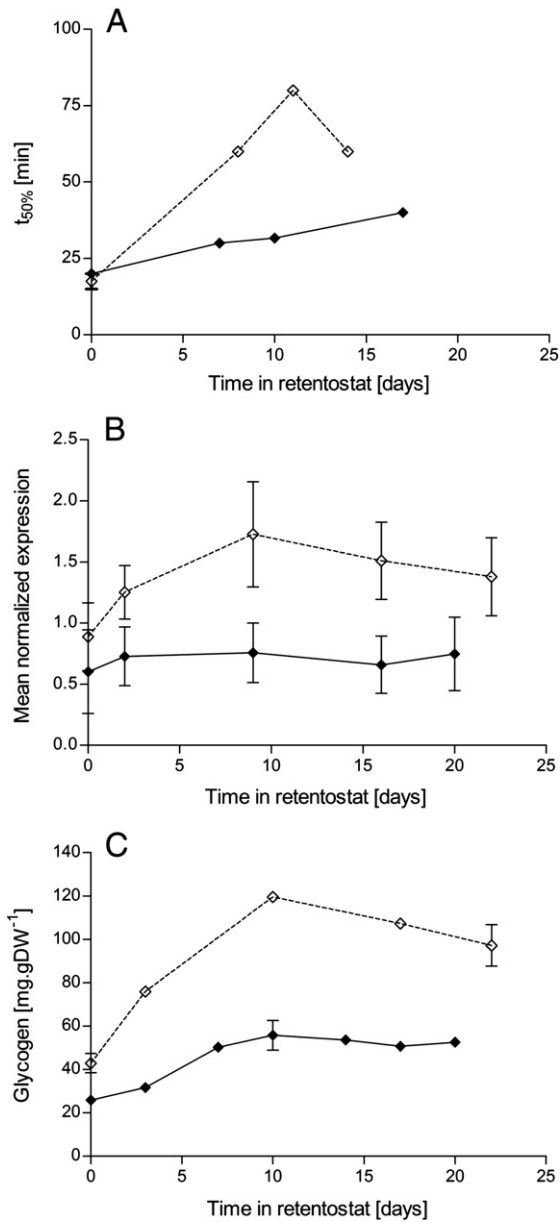 A
100
75
50
25
0
t50% [min]
0 5 10 15 20 25
Time in retentostat [days]
B
2.5
2.0
1.5
1.0
0.5
0.0
Mean normalized expression
0 5 10 15 20 25
Time in retentostat [days]
C
140
120
100
80
60
40
20
0
Glycogen [mg.gDW⁻¹]
0 5 10 15 20 25
Time in retentostat [days]